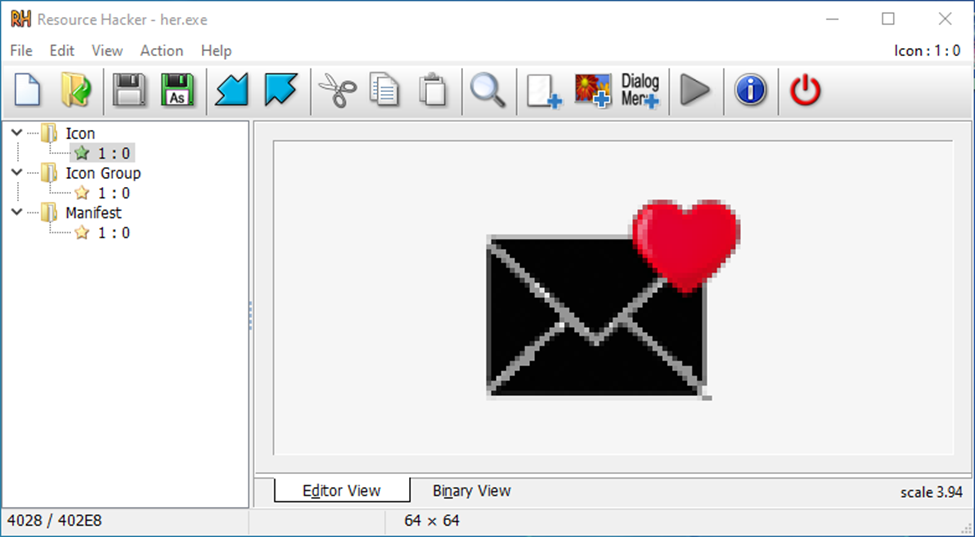 RH Resource Hacker - her.exe
File Edit View Action Help Icon : 1 : 0
As Dialog
Men
Icon
1 : 0
Icon Group
1 : 0
Manifest
1 : 0
Editor View Binary View scale 3.94
4028 / 402E8 64 × 64